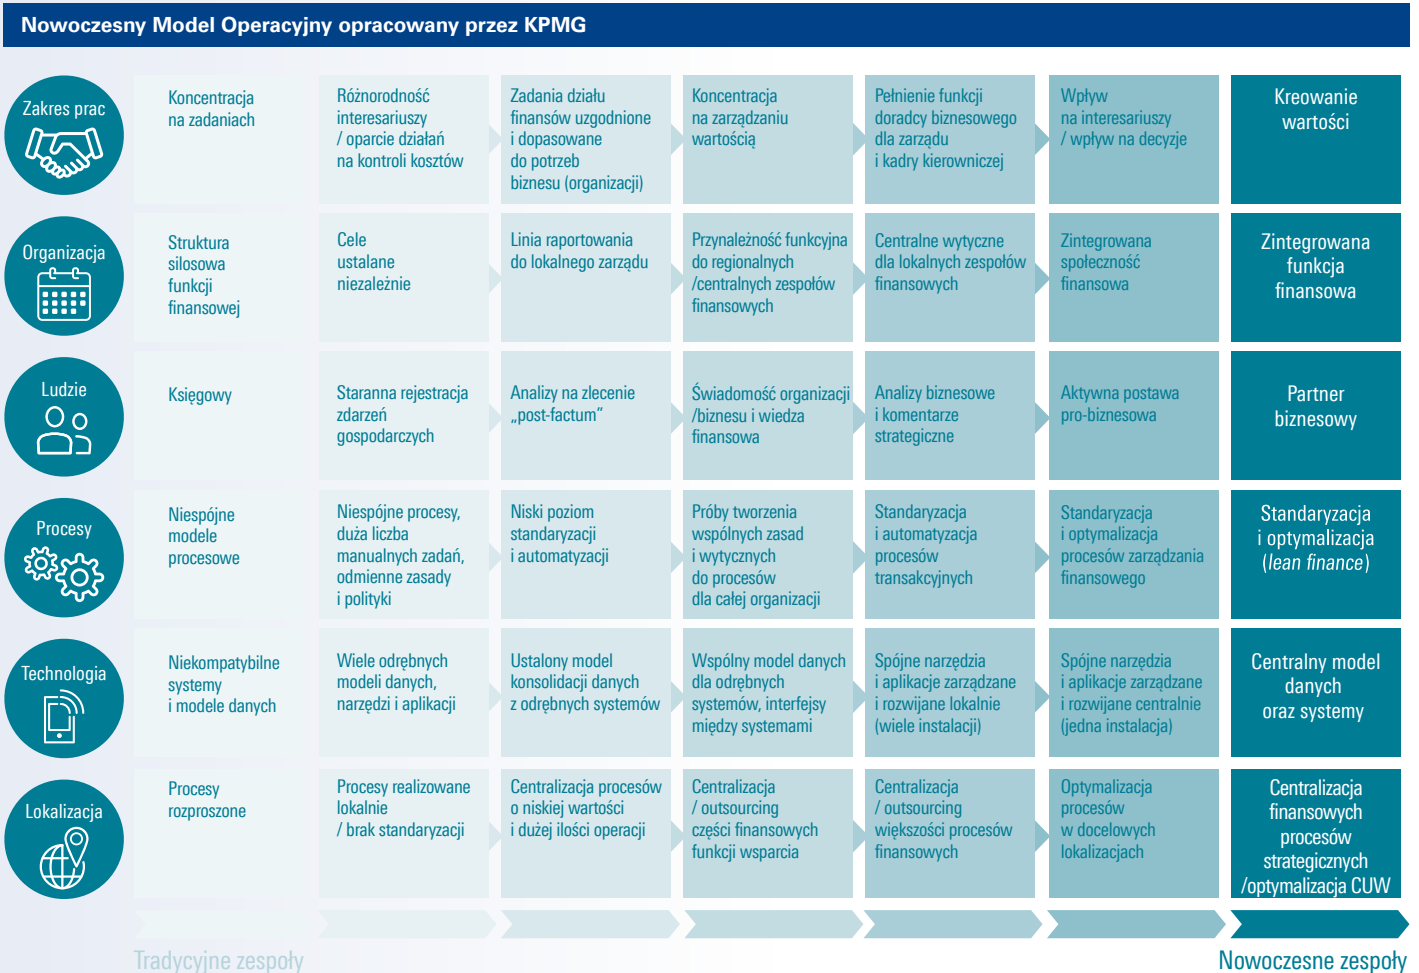 Nowoczesny Model Operacyjny opracowany przez KPMG
Zakres prac
Koncentracja
na zadaniach
Różnorodność
interesariuszy
/ oparcie działań
na kontroli kosztów
Zadania działu
finansów uzgodnione
i dopasowane
do potrzeb
biznesu (organizacji)
Koncentracja
na zarządzaniu
wartością
Pełnienie funkcji
doradcy biznesowego
dla zarządu
i kadry kierowniczej
Wpływ
na interesariuszy
/ wpływ na decyzje
Kreowanie
wartości
Organizacja
Struktura
silosowa
funkcji
finansowej
Cele
ustalane
niezależnie
Linia raportowania
do lokalnego zarządu
Przynależność funkcyjna
do regionalnych
/centralnych zespołów
finansowych
Centralne wytyczne
dla lokalnych zespołów
finansowych
Zintegrowana
społeczność
finansowa
Zintegrowana
funkcja
finansowa
Ludzie
Księgowy
Staranna rejestracja
zdarzeń
gospodarczych
Analizy na zlecenie
„post-factum“
Świadomość organizacji
/biznesu i wiedza
finansowa
Analizy biznesowe
i komentarze
strategiczne
Aktywna postawa
pro-biznesowa
Partner
biznesowy
Procesy
Niespójne
modele
procesowe
Niespójne procesy,
duża liczba
manualnych zadań,
odmienne zasady
i polityki
Niski poziom
standaryzacji
i automatyzacji
Próby tworzenia
wspólnych zasad
i wytycznych
do procesów
dla całej organizacji
Standaryzacja
i automatyzacja
procesów
transakcyjnych
Standaryzacja
i optymalizacja
procesów zarządzania
finansowego
Standaryzacja
i optymalizacja
(lean finance)
Technologia
Niekompatybilne
systemy
i modele danych
Wiele odrębnych
modeli danych,
narzędzi i aplikacji
Ustalony model
konsolidacji danych
z odrębnych systemów
Wspólny model danych
dla odrębnych
systemów, interfejsy
między systemami
Spójne narzędzia
i aplikacje zarządzane
i rozwijane lokalnie
(wiele instalacji)
Spójne narzędzia
i aplikacje zarządzane
i rozwijane centralnie
(jedna instalacja)
Centralny model
danych
oraz systemy
Lokalizacja
Procesy
rozproszone
Procesy realizowane
lokalnie
/ brak standaryzacji
Centralizacja procesów
o niskiej wartości
i dużej ilości operacji
Centralizacja
/ outsourcing
części finansowych
funkcji wsparcia
Centralizacja
/ outsourcing
większości procesów
finansowych
Optymalizacja
procesów
w docelowych
lokalizacjach
Centralizacja
finansowych
procesów
strategicznych
/optymalizacja CUW
Tradycyjne zespoły
Nowoczesne zespoły